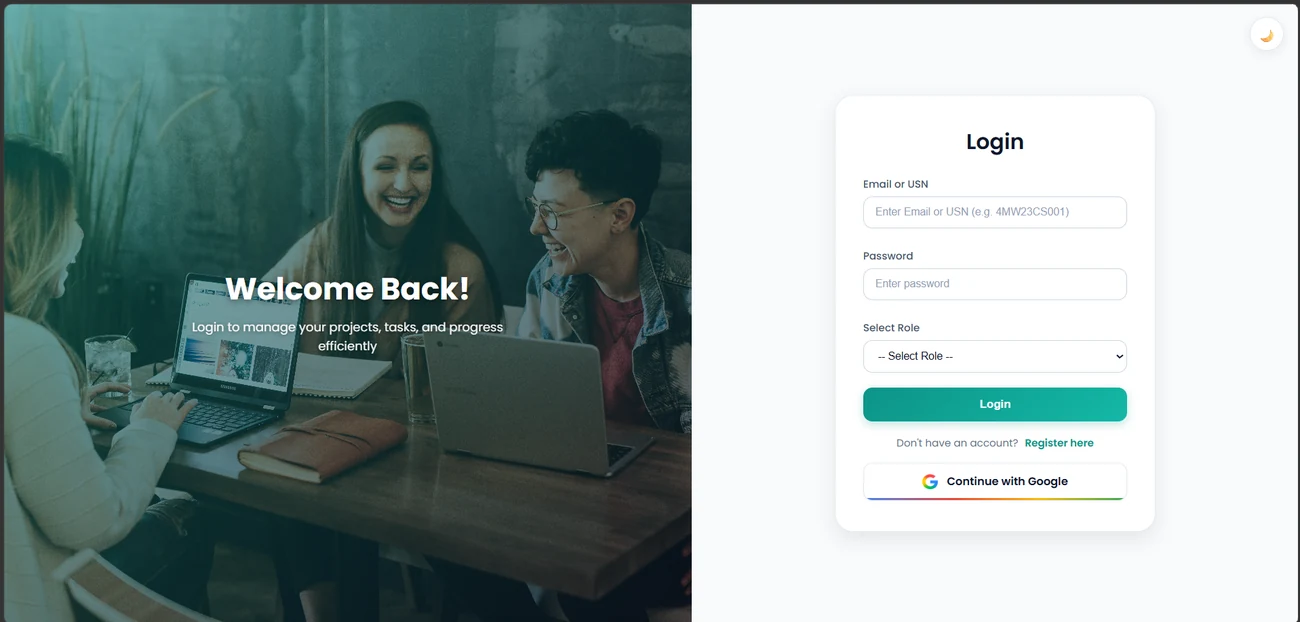 Welcome Back!
Login to manage your projects, tasks, and progress
efficiently
Login
Email or USN
Enter Email or USN (e.g. 4MW23CS001)
Password
Enter password
Select Role
-- Select Role --
Login
Don't have an account? Register here
Continue with Google